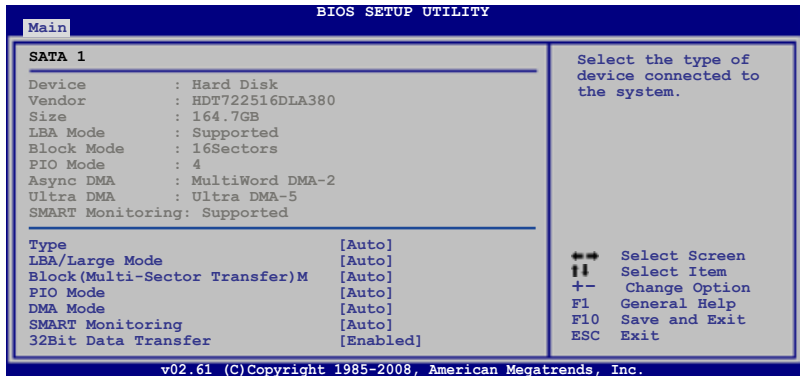 BIOS SETUP UTILITY
Main
SATA 1
Device : Hard Disk
Vendor : HDT722516DLA380
Size : 164.7GB
LBA Mode : Supported
Block Mode : 16Sectors
PIO Mode : 4
Async DMA : MultiWord DMA-2
Ultra DMA : Ultra DMA-5
SMART Monitoring: Supported
Type [Auto]
LBA/Large Mode [Auto]
Block(Multi-Sector Transfer)M [Auto]
PIO Mode [Auto]
DMA Mode [Auto]
SMART Monitoring [Auto]
32Bit Data Transfer [Enabled]
Select the type of
device connected to
the system.
Select Screen
Select Item
+- Change Option
F1 General Help
F10 Save and Exit
ESC Exit
v02.61 (C)Copyright 1985-2008, American Megatrends, Inc.